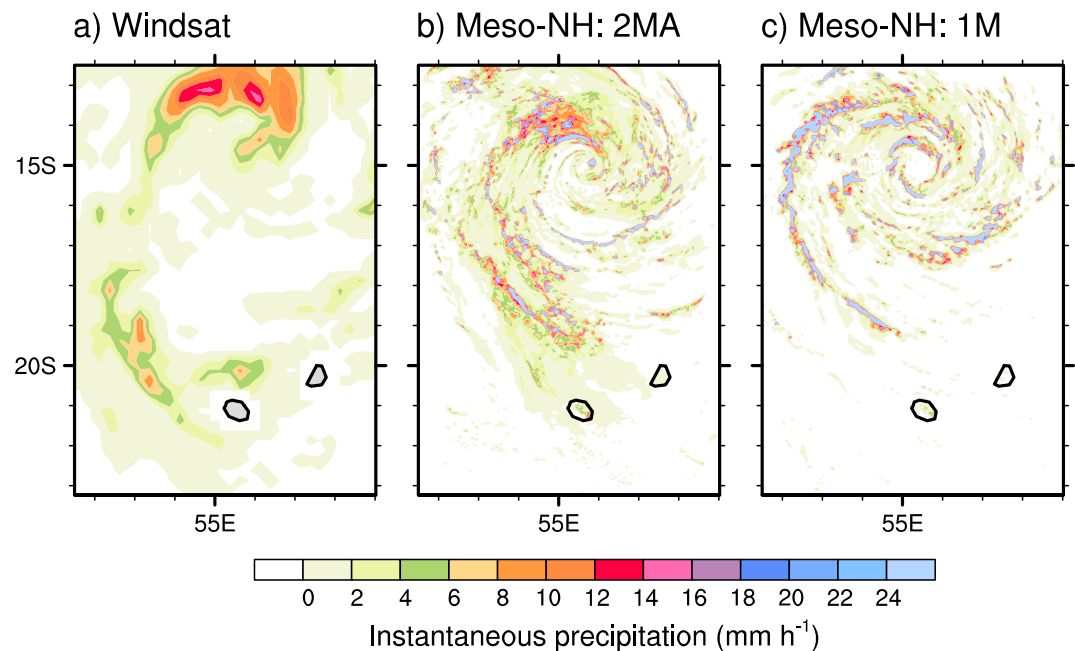 a) Windsat
b) Meso-NH: 2MA
c) Meso-NH: 1M
15S
20S
55E
55E
55E
0 2 4 6 8 10 12 14 16 18 20 22 24
Instantaneous precipitation (mm h⁻¹)